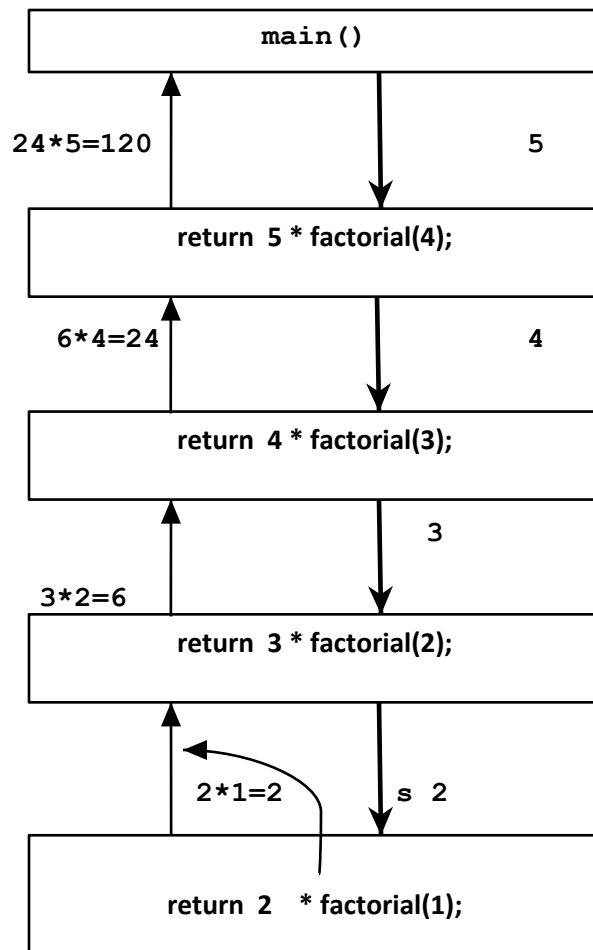 main()
24*5=120 5
return 5 * factorial(4);
6*4=24 4
return 4 * factorial(3);
3
3*2=6
return 3 * factorial(2);
2*1=2 s 2
return 2 * factorial(1);